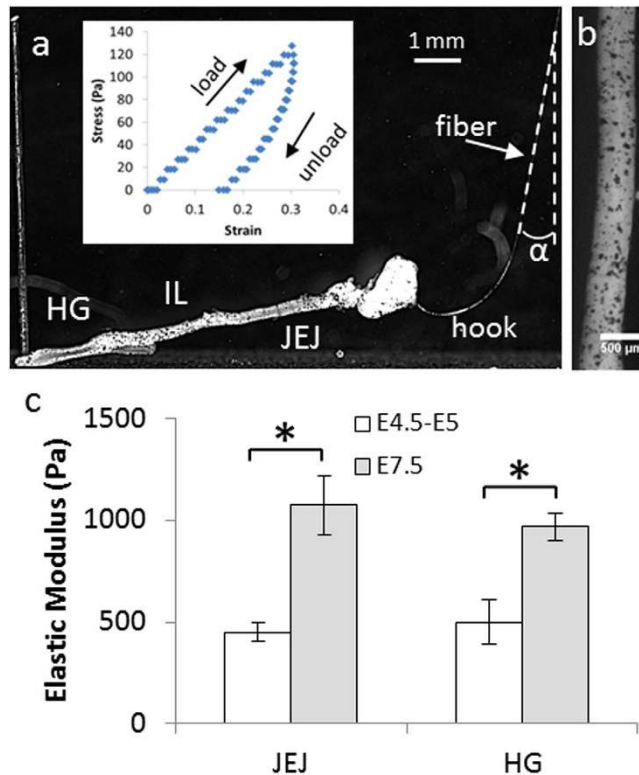 a
b
140
120
100
80
60
40
20
0
Stress (Pa)
0
0.1
0.2
0.3
0.4
Strain
load
unload
1 mm
fiber
α
HG
IL
JEJ
hook
500 μm
c
1500
1000
500
0
Elastic Modulus (Pa)
E4.5-E5
E7.5
*
*
JEJ
HG